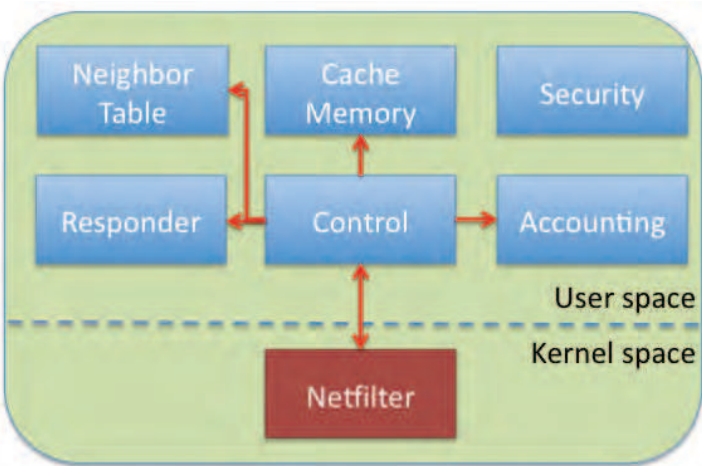 Neighbor
Table
Cache
Memory
Security
Responder
Control
Accounting
User space
Kernel space
Netfilter